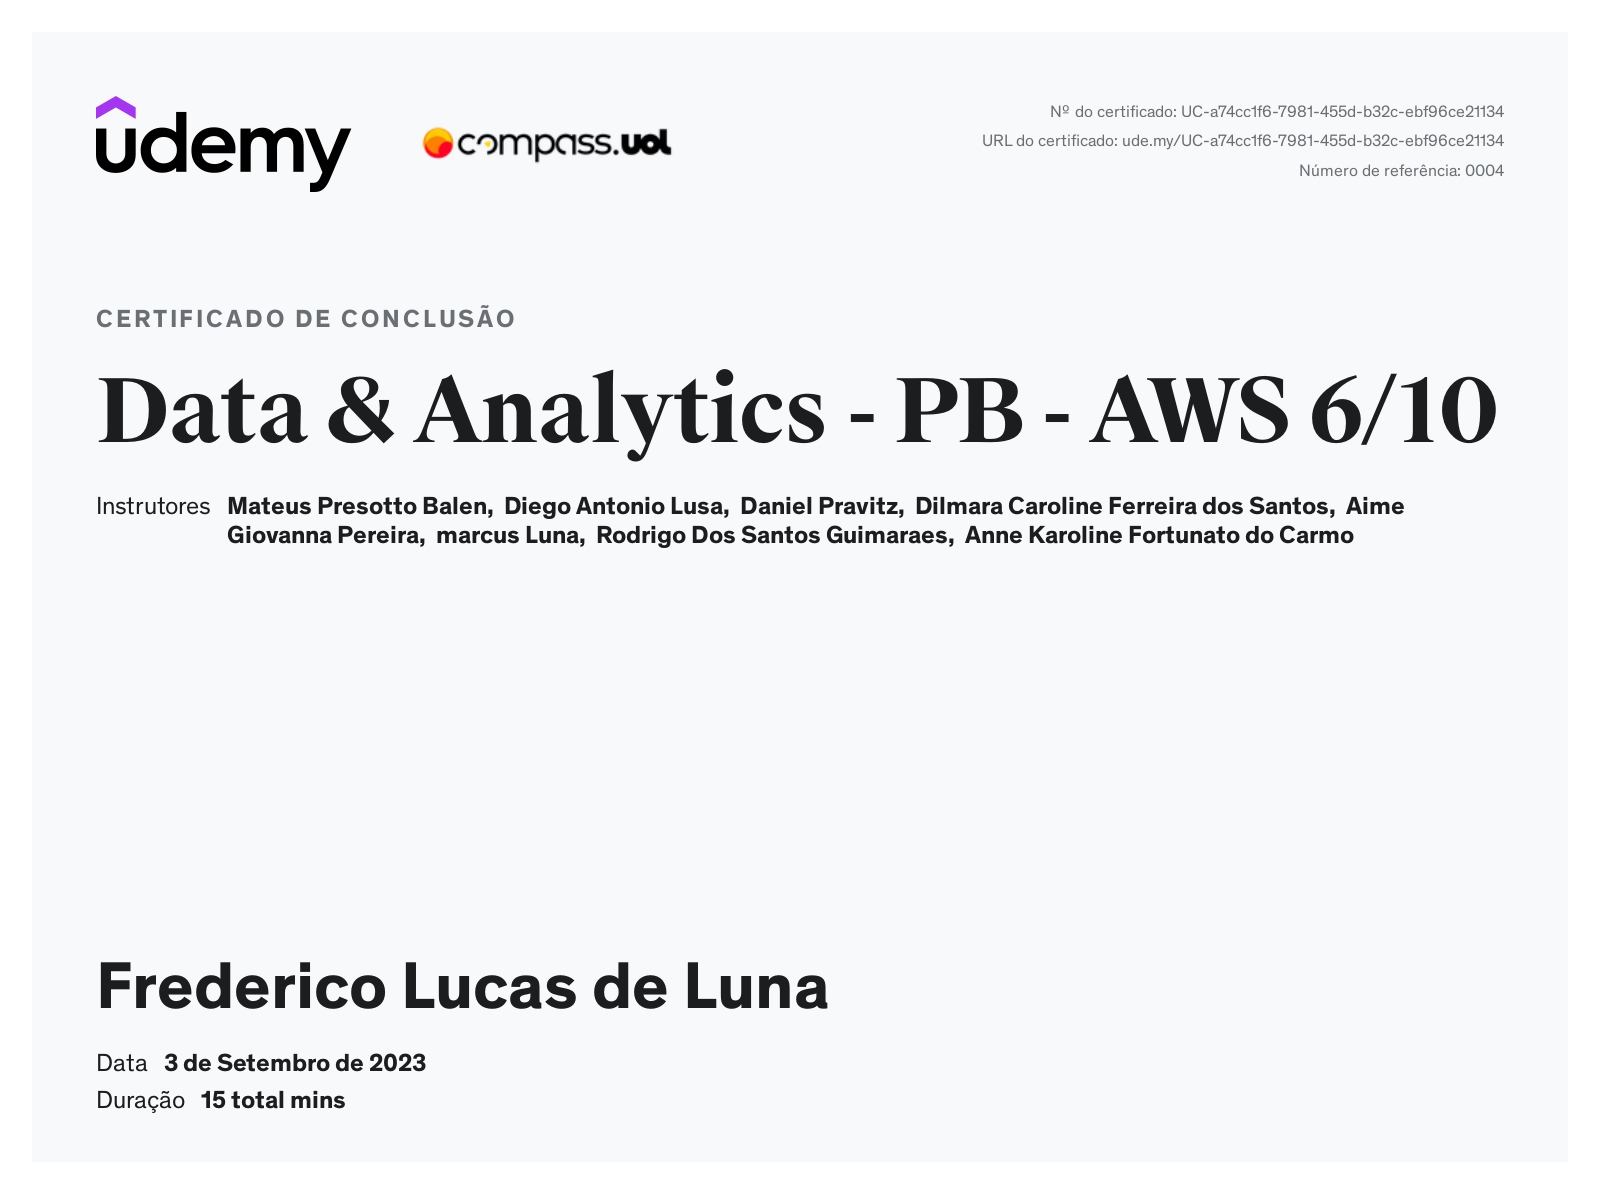 udemy
compass.uol
Nº do certificado: UC-a74cc1f6-7981-455d-b32c-ebf96ce21134
URL do certificado: ude.my/UC-a74cc1f6-7981-455d-b32c-ebf96ce21134
Número de referência: 0004
CERTIFICADO DE CONCLUSÃO
Data & Analytics - PB - AWS 6/10
Instrutores Mateus Presotto Balen, Diego Antonio Lusa, Daniel Pravitz, Dilmara Caroline Ferreira dos Santos, Aime
Giovanna Pereira, marcus Luna, Rodrigo Dos Santos Guimaraes, Anne Karoline Fortunato do Carmo
Frederico Lucas de Luna
Data 3 de Setembro de 2023
Duração 15 total mins